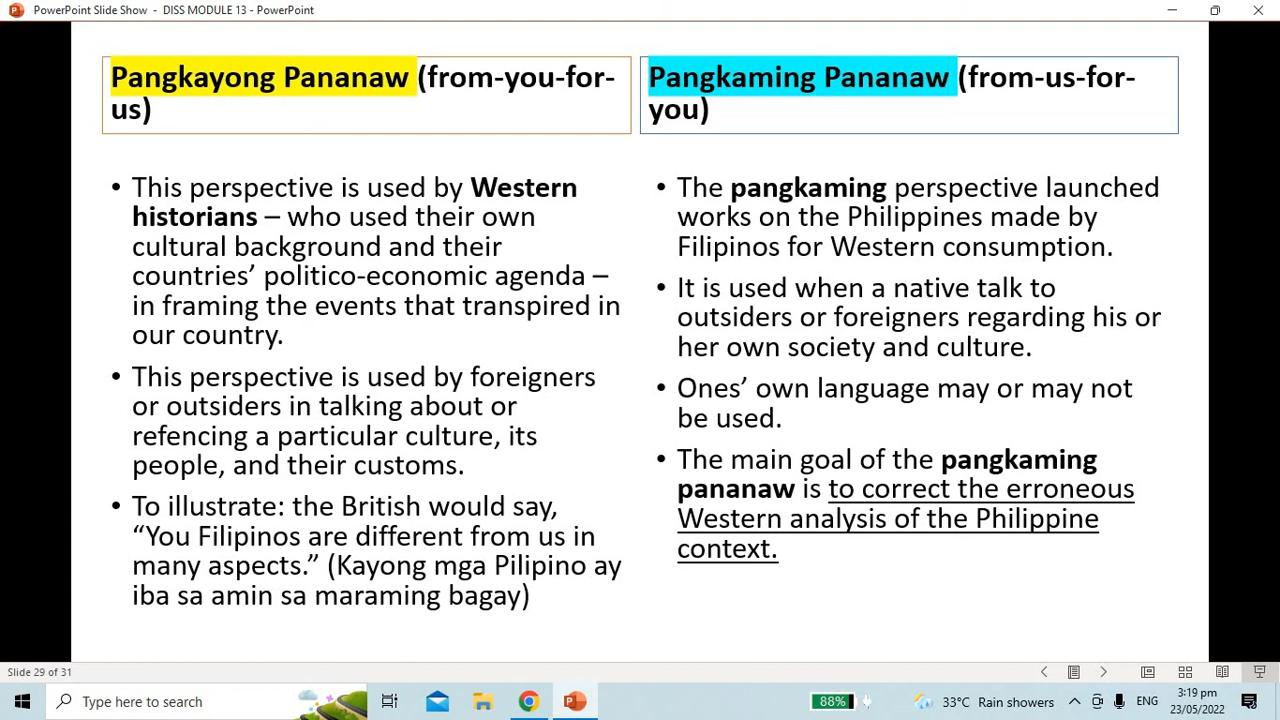 PowerPoint Slide Show - DISS MODULE 13 - PowerPoint
Pangkayong Pananaw (from-you-for-
us)
Pangkaming Pananaw (from-us-for-
you)
• This perspective is used by Western
historians – who used their own
cultural background and their
countries’ politico-economic agenda –
in framing the events that transpired in
our country.
• This perspective is used by foreigners
or outsiders in talking about or
refencing a particular culture, its
people, and their customs.
• To illustrate: the British would say,
“You Filipinos are different from us in
many aspects.” (Kayong mga Pilipino ay
iba sa amin sa maraming bagay)
• The pangkaming perspective launched
works on the Philippines made by
Filipinos for Western consumption.
• It is used when a native talk to
outsiders or foreigners regarding his or
her own society and culture.
• Ones’ own language may or may not
be used.
• The main goal of the pangkaming
pananaw is to correct the erroneous
Western analysis of the Philippine
context.
Slide 29 of 31
Type here to search
88%
33°C Rain showers
ENG
3:19 pm
23/05/2022